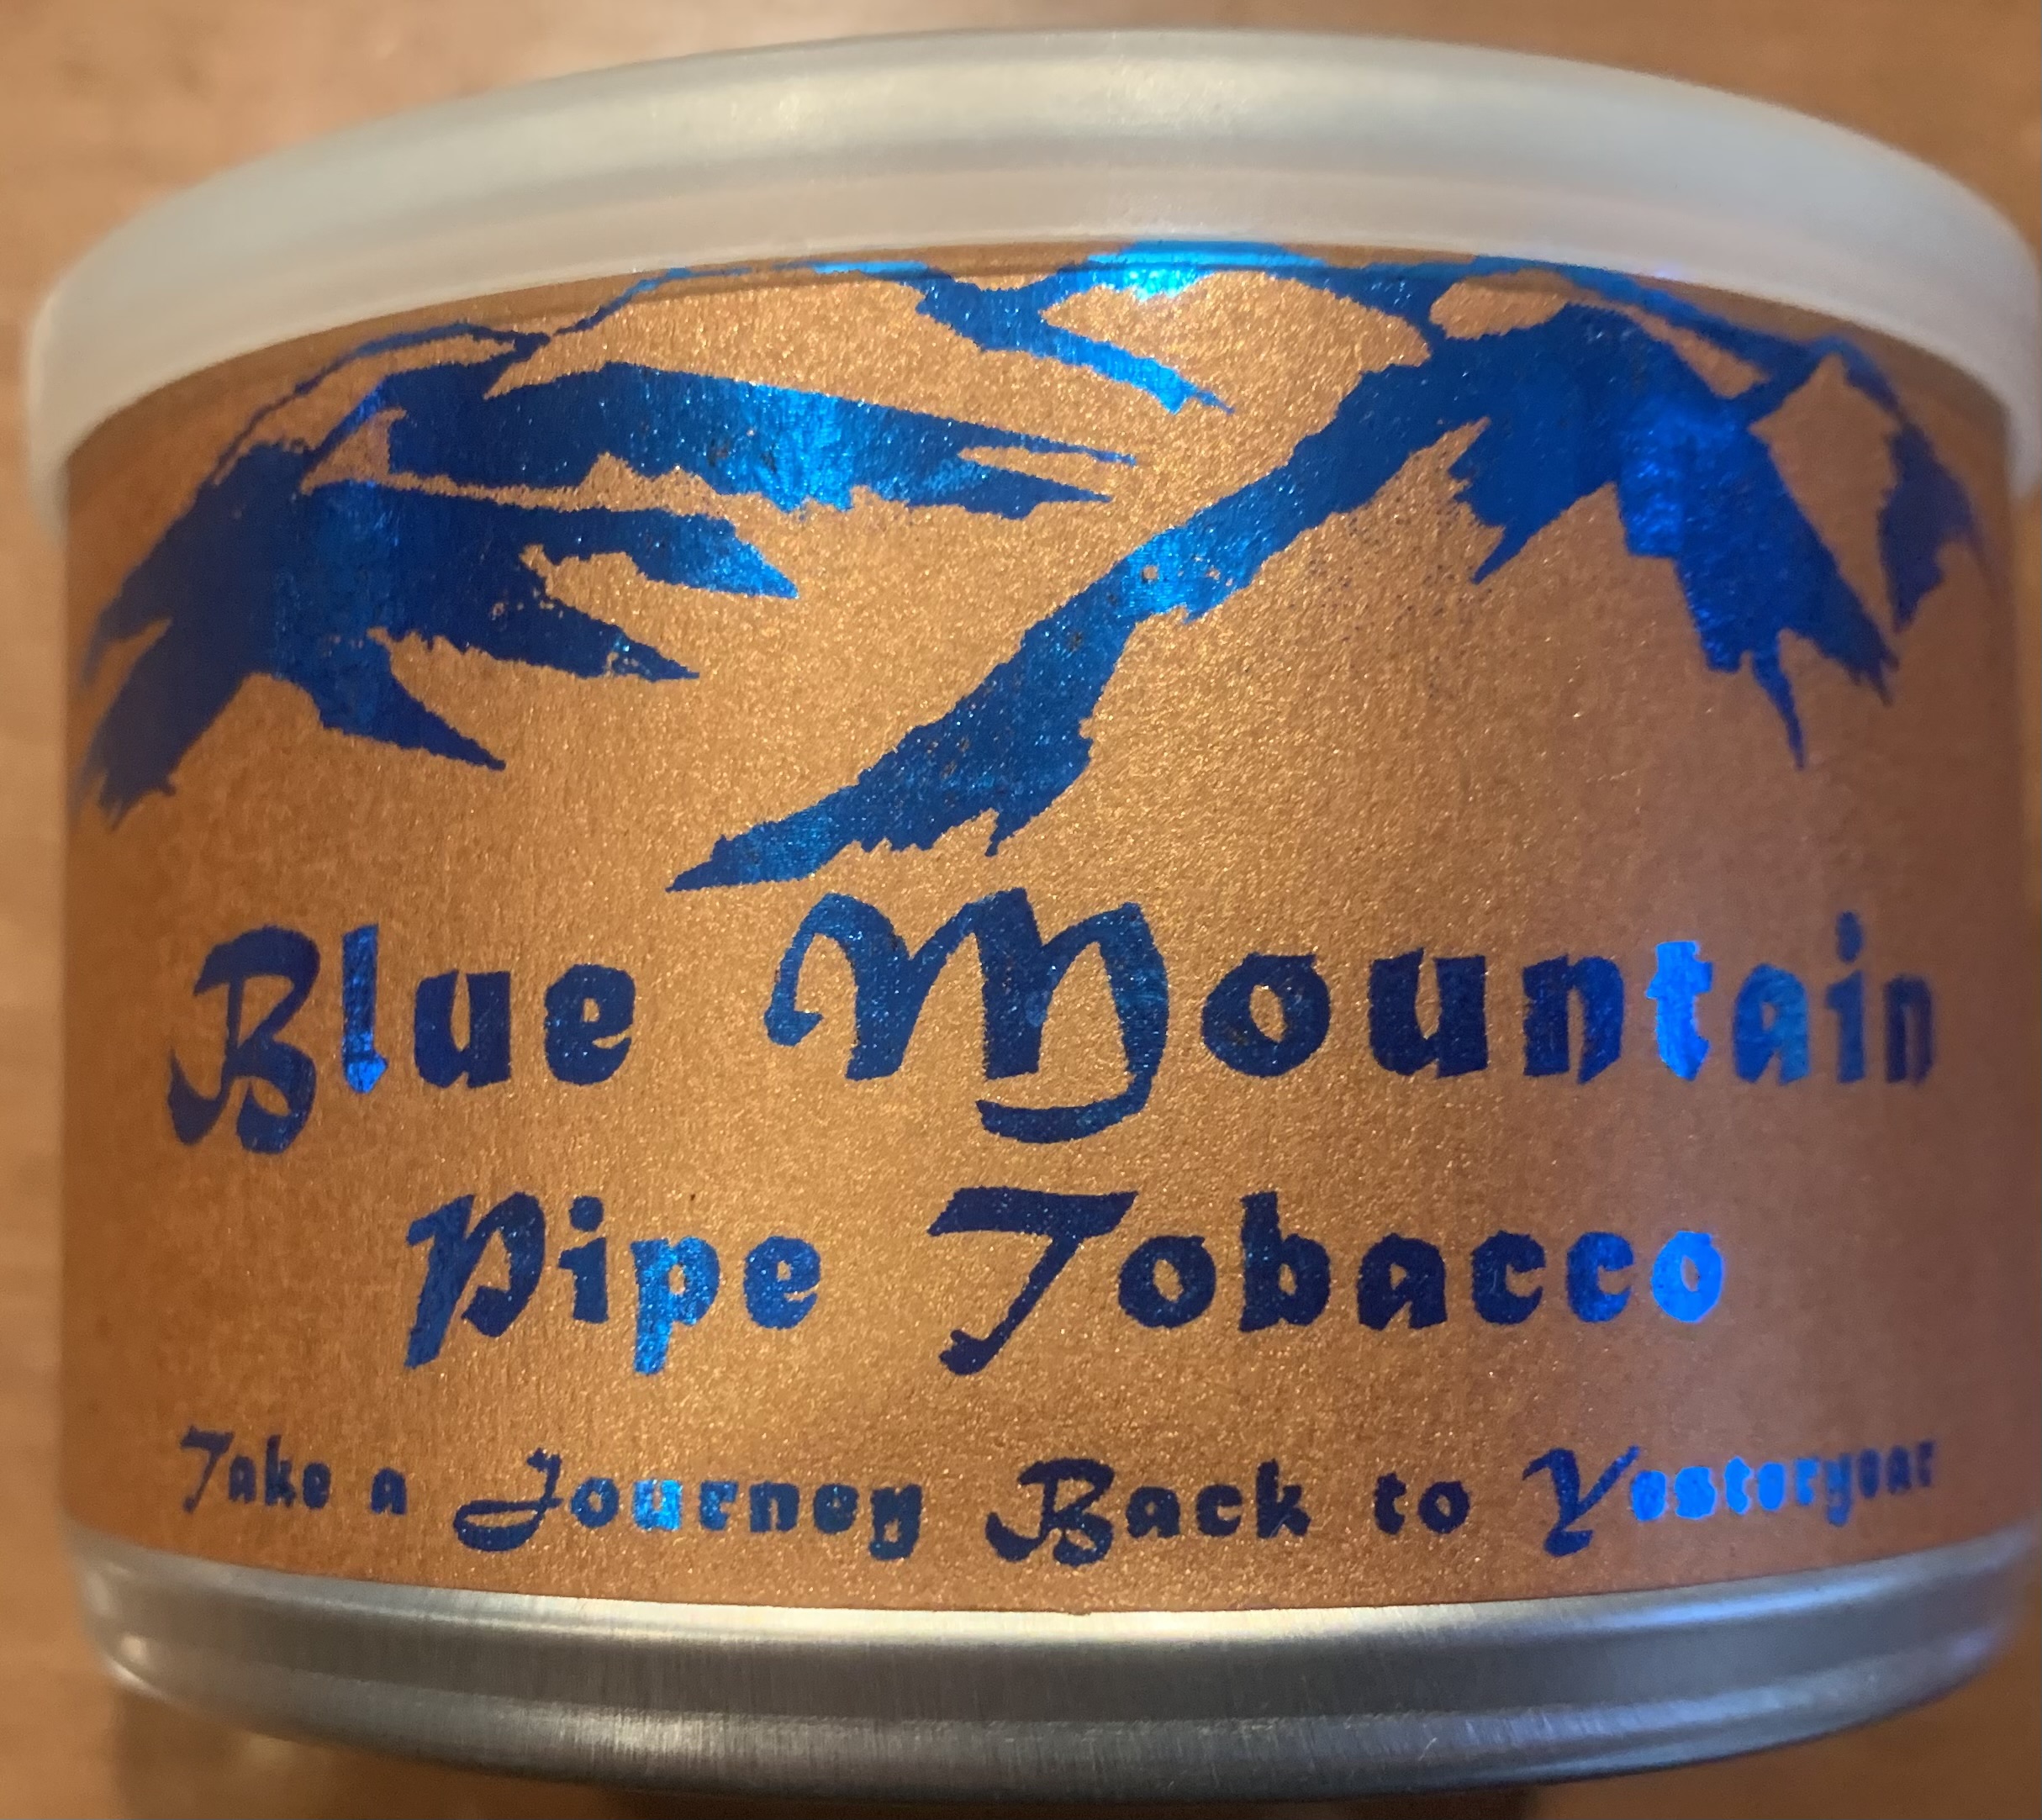 Blue Mountain
Pipe Tobacco
Take a Journey Back to Yesteryear